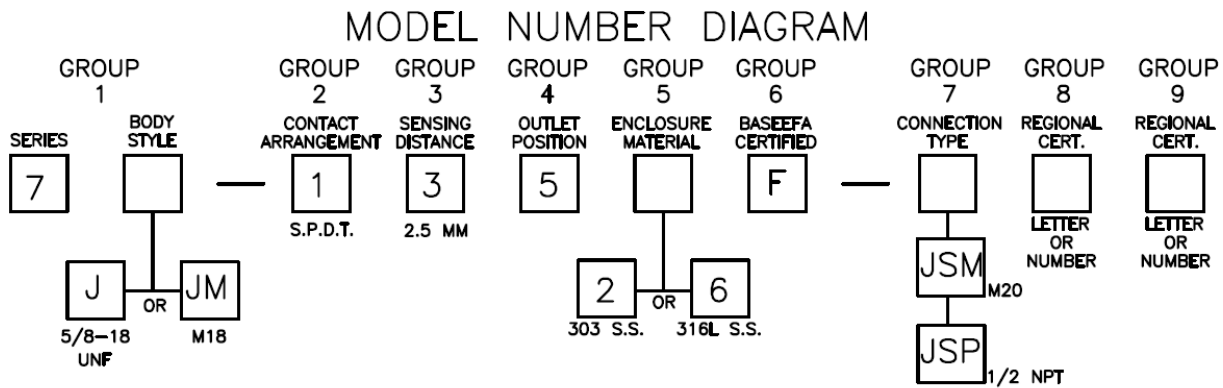 MODEL NUMBER DIAGRAM
GROUP GROUP GROUP GROUP GROUP GROUP GROUP GROUP GROUP
1 2 3 4 5 6 7 8 9
SERIES
BODY STYLE
CONTACT ARRANGEMENT
SENSING DISTANCE
OUTLET POSITION
ENCLOSURE MATERIAL
BASEEFA CERTIFIED
CONNECTION TYPE
REGIONAL CERT.
REGIONAL CERT.
7 — 1 3 5 F —
S.P.D.T. 2.5 MM
LETTER OR NUMBER
LETTER OR NUMBER
J OR JM
5/8-18 UNF
M18
2 OR 6
303 S.S. 316L S.S.
JSM M20
JSP 1/2 NPT